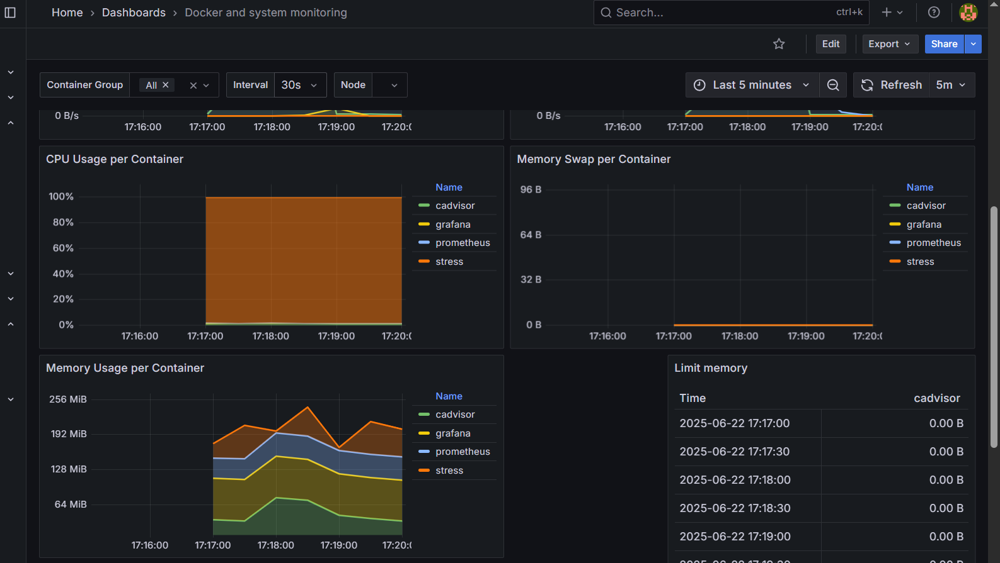 Home › Dashboards › Docker and system monitoring
Search... ctrl+k
Edit Export Share
Container Group All Interval 30s Node Last 5 minutes Refresh 5m
0 B/s
17:16:00 17:17:00 17:18:00 17:19:00 17:20:
0 B/s
17:16:00 17:17:00 17:18:00 17:19:00 17:20:
CPU Usage per Container
100%
80%
60%
40%
20%
0%
17:16:00 17:17:00 17:18:00 17:19:00 17:20:
Name
cadvisor
grafana
prometheus
stress
Memory Swap per Container
96 B
64 B
32 B
0 B
17:16:00 17:17:00 17:18:00 17:19:00 17:20:
Name
cadvisor
grafana
prometheus
stress
Memory Usage per Container
256 MiB
192 MiB
128 MiB
64 MiB
17:16:00 17:17:00 17:18:00 17:19:00 17:20:
Name
cadvisor
grafana
prometheus
stress
Limit memory
Time cadvisor
2025-06-22 17:17:00 0.00 B
2025-06-22 17:17:30 0.00 B
2025-06-22 17:18:00 0.00 B
2025-06-22 17:18:30 0.00 B
2025-06-22 17:19:00 0.00 B